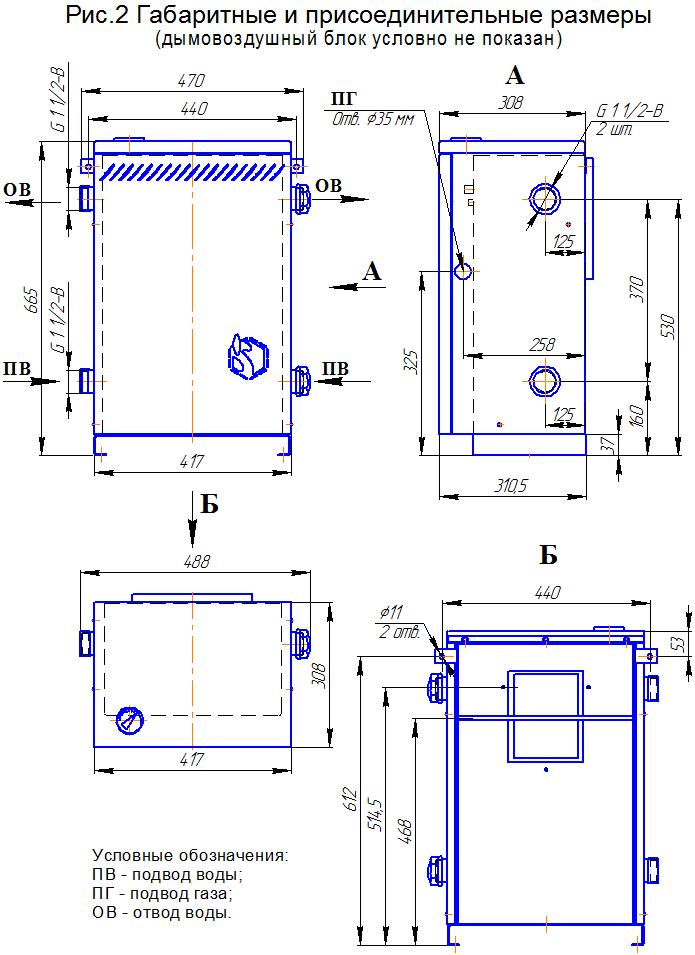 Рис.2 Габаритные и присоединительные размеры
(дымовоздушный блок условно не показан)
470
440
G 1 1/2-В
ОВ
ОВ
665
G 1 1/2-В
ПВ
ПВ
417
А
ПГ
Отв. ϕ35 мм
А
308
G 1 1/2-В
2 шт.
125
370
530
258
325
125
160
37
310,5
Б
488
308
417
Б
440
ϕ11
2 отв.
53
612
514,5
468
Условные обозначения:
ПВ - подвод воды;
ПГ - подвод газа;
ОВ - отвод воды.